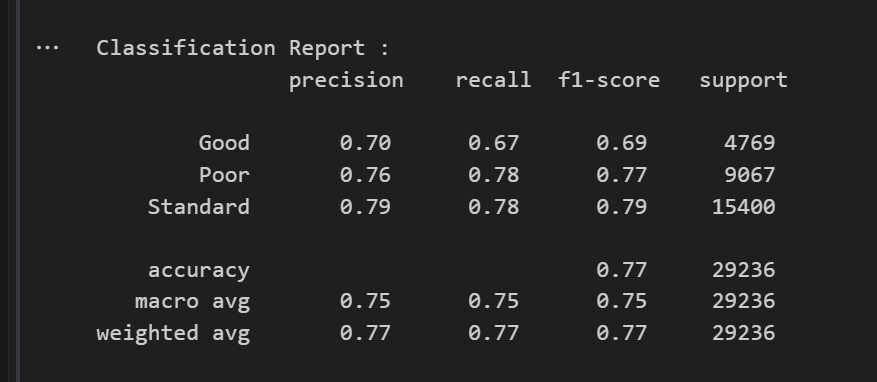 ... Classification Report :
precision recall f1-score support
Good 0.70 0.67 0.69 4769
Poor 0.76 0.78 0.77 9067
Standard 0.79 0.78 0.79 15400
accuracy 0.77 29236
macro avg 0.75 0.75 0.75 29236
weighted avg 0.77 0.77 0.77 29236